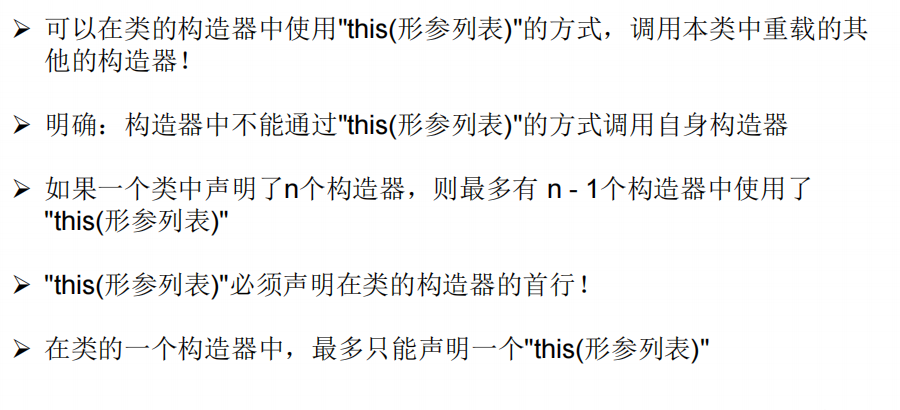 ➢ 可以在类的构造器中使用"this(形参列表)"的方式，调用本类中重载的其
他的构造器！
➢ 明确：构造器中不能通过"this(形参列表)"的方式调用自身构造器
➢ 如果一个类中声明了n个构造器，则最多有 n - 1个构造器中使用了
"this(形参列表)"
➢ "this(形参列表)"必须声明在类的构造器的首行！
➢ 在类的一个构造器中，最多只能声明一个"this(形参列表)"